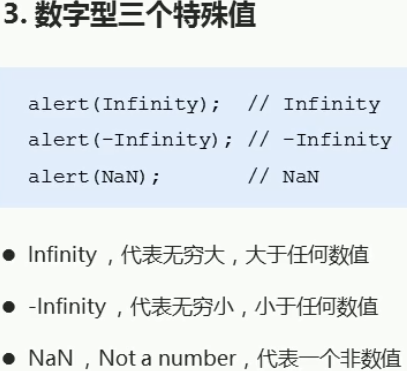 3. 数字型三个特殊值
alert(Infinity);  // Infinity
alert(-Infinity); // -Infinity
alert(NaN);       // NaN
● Infinity ，代表无穷大，大于任何数值
● -Infinity ，代表无穷小，小于任何数值
● NaN ，Not a number，代表一个非数值